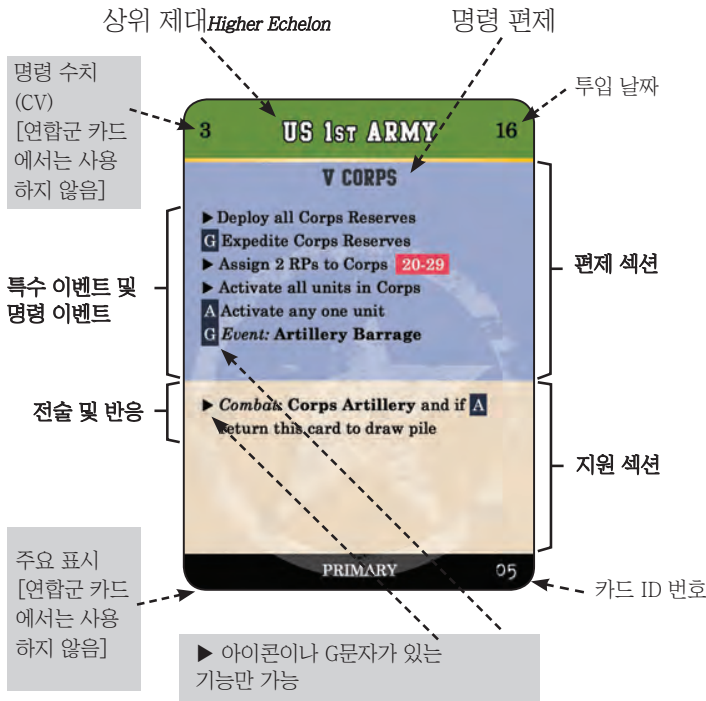 상위 제대Higher Echelon
명령 편제
명령 수치
(CV)
[연합군 카드
에서는 사용
하지 않음]
투입 날짜
3 US 1ST ARMY 16
V CORPS
▶ Deploy all Corps Reserves
G Expedite Corps Reserves
▶ Assign 2 RPs to Corps 20-29
▶ Activate all units in Corps
A Activate any one unit
G Event: Artillery Barrage
특수 이벤트 및
명령 이벤트
편제 섹션
▶ Combat: Corps Artillery and if A
return this card to draw pile
전술 및 반응
지원 섹션
주요 표시
[연합군 카드
에서는 사용
하지 않음]
PRIMARY 05
카드 ID 번호
▶ 아이콘이나 G문자가 있는
기능만 가능